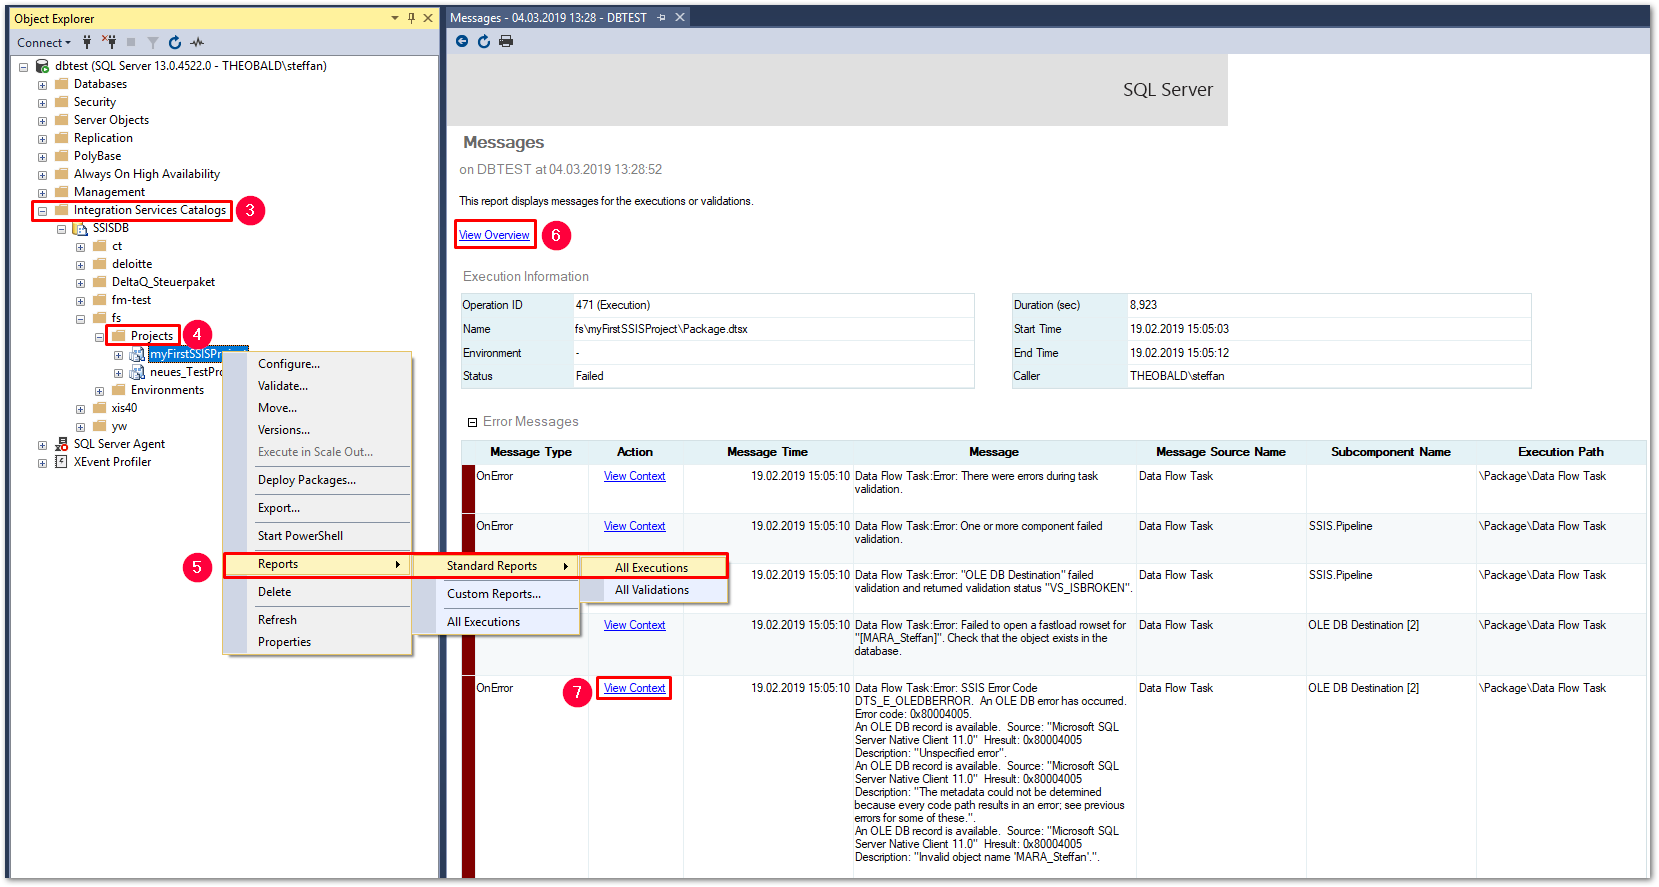 Object Explorer
Connect
dbtest (SQL Server 13.0.4522.0 - THEOBALD\steffan)
Databases
Security
Server Objects
Replication
PolyBase
Always On High Availability
Management
Integration Services Catalogs
3
SSISDB
ct
deloitte
DeltaQ_Steuerpaket
fm-test
fs
Projects
4
myFirstSSISPr
neues_TestPr
Environments
xis40
yw
SQL Server Agent
XEvent Profiler
Configure...
Validate...
Move...
Versions...
Execute in Scale Out...
Deploy Packages...
Export...
Start PowerShell
5
Reports
Delete
Refresh
Properties
Standard Reports
Custom Reports...
All Executions
All Executions
All Validations
Messages - 04.03.2019 13:28 - DBTEST
SQL Server
Messages
on DBTEST at 04.03.2019 13:28:52
This report displays messages for the executions or validations.
View Overview
6
Execution Information
Operation ID 471 (Execution)
Name fs\myFirstSSISProject\Package.dtsx
Environment -
Status Failed
Duration (sec) 8,923
Start Time 19.02.2019 15:05:03
End Time 19.02.2019 15:05:12
Caller THEOBALD\steffan
Error Messages
Message Type Action Message Time Message Message Source Name Subcomponent Name Execution Path
OnError View Context 19.02.2019 15:05:10 Data Flow Task:Error: There were errors during task Data Flow Task \Package\Data Flow Task
validation.
OnError View Context 19.02.2019 15:05:10 Data Flow Task:Error: One or more component failed Data Flow Task SSIS.Pipeline \Package\Data Flow Task
validation.
19.02.2019 15:05:10 Data Flow Task:Error: "OLE DB Destination" failed Data Flow Task SSIS.Pipeline \Package\Data Flow Task
validation and returned validation status "VS_ISBROKEN".
View Context 19.02.2019 15:05:10 Data Flow Task:Error: Failed to open a fastload rowset for Data Flow Task OLE DB Destination [2] \Package\Data Flow Task
"[MARA_Steffan]". Check that the object exists in the
database.
OnError 7 View Context 19.02.2019 15:05:10 Data Flow Task:Error: SSIS Error Code Data Flow Task OLE DB Destination [2] \Package\Data Flow Task
DTS_E_OLEDBERROR. An OLE DB error has occurred.
Error code: 0x80004005.
An OLE DB record is available. Source: "Microsoft SQL
Server Native Client 11.0" Hresult: 0x80004005
Description: "Unspecified error".
An OLE DB record is available. Source: "Microsoft SQL
Server Native Client 11.0" Hresult: 0x80004005
Description: "The metadata could not be determined
because every code path results in an error; see previous
errors for some of these.".
An OLE DB record is available. Source: "Microsoft SQL
Server Native Client 11.0" Hresult: 0x80004005
Description: "Invalid object name 'MARA_Steffan'.".